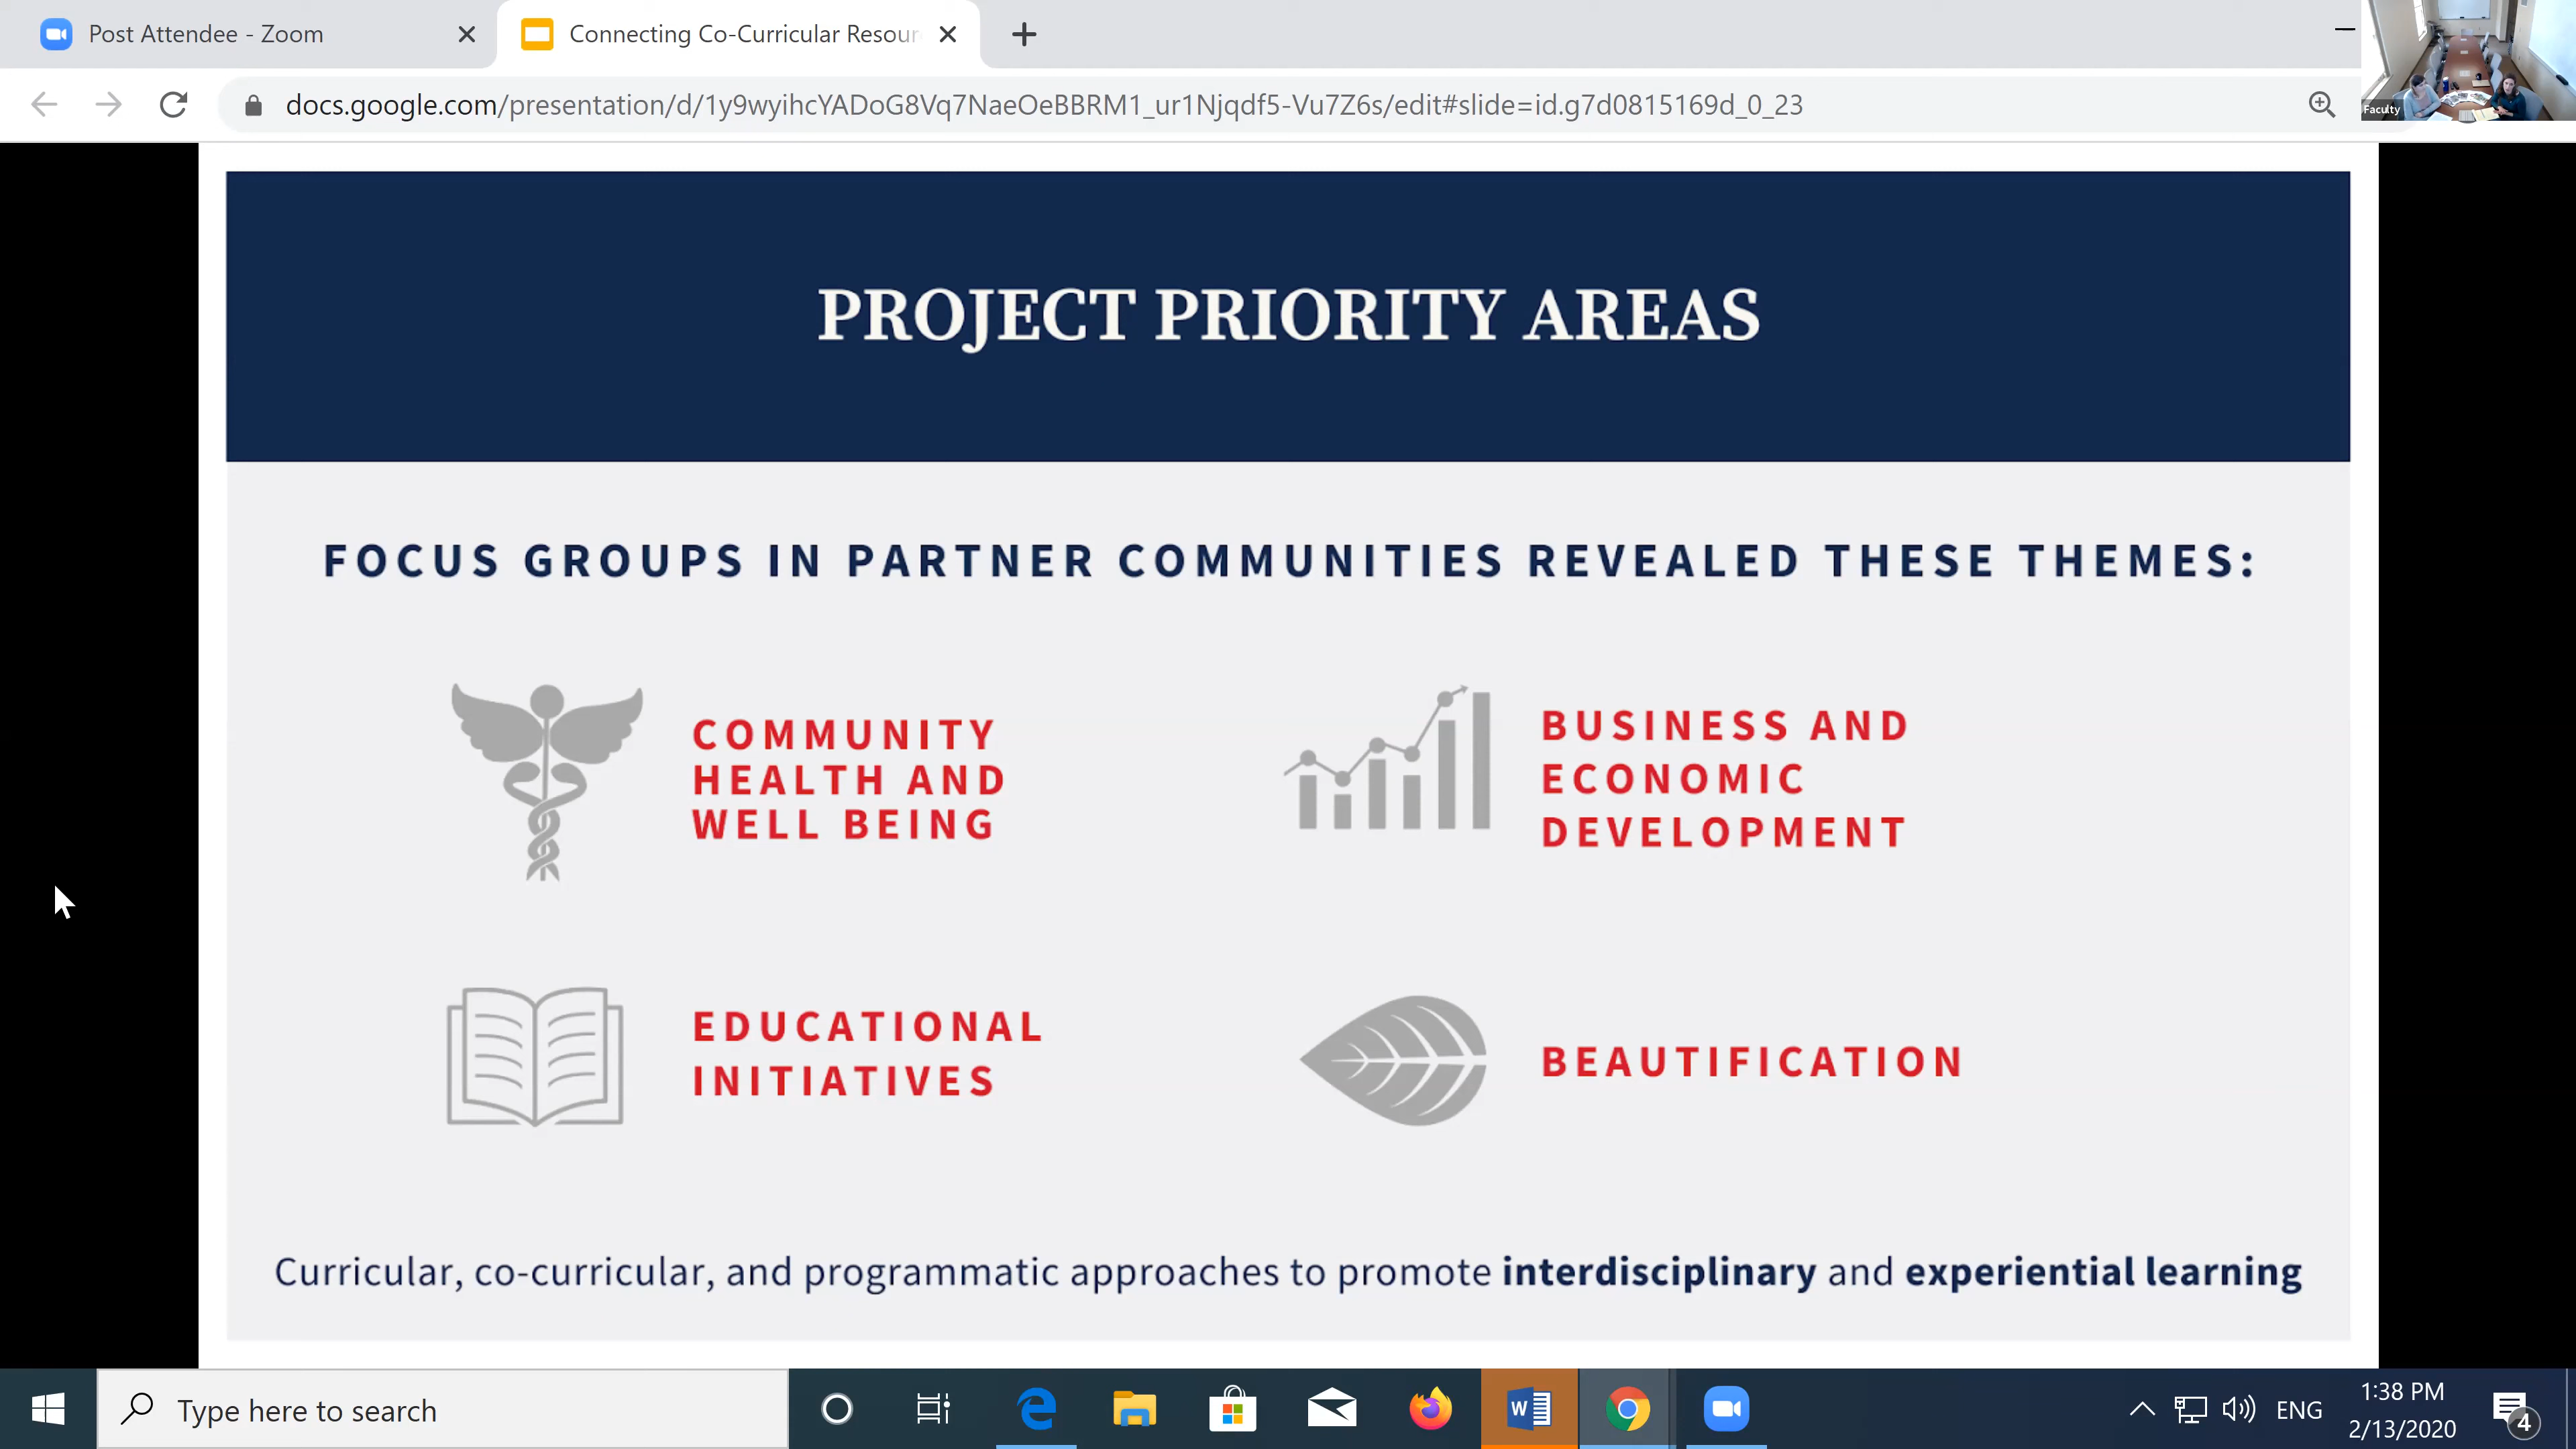 Post Attendee - Zoom
Connecting Co-Curricular Resour
docs.google.com/presentation/d/1y9wyihcYADoG8Vq7NaeOeBBRM1_ur1Njqdf5-Vu7Z6s/edit#slide=id.g7d0815169d_0_23
Faculty
PROJECT PRIORITY AREAS
FOCUS GROUPS IN PARTNER COMMUNITIES REVEALED THESE THEMES:
COMMUNITY
HEALTH AND
WELL BEING
BUSINESS AND
ECONOMIC
DEVELOPMENT
EDUCATIONAL
INITIATIVES
BEAUTIFICATION
Curricular, co-curricular, and programmatic approaches to promote interdisciplinary and experiential learning
Type here to search
W
ENG
1:38 PM
2/13/2020
4